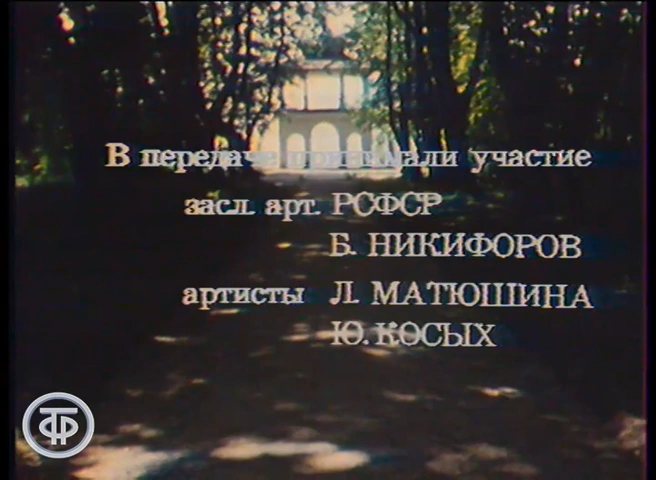 В передаче принимали участие
засл. арт. РСФСР
Б. НИКИФОРОВ
артисты Л. МАТЮШИНА
Ю. КОСЫХ